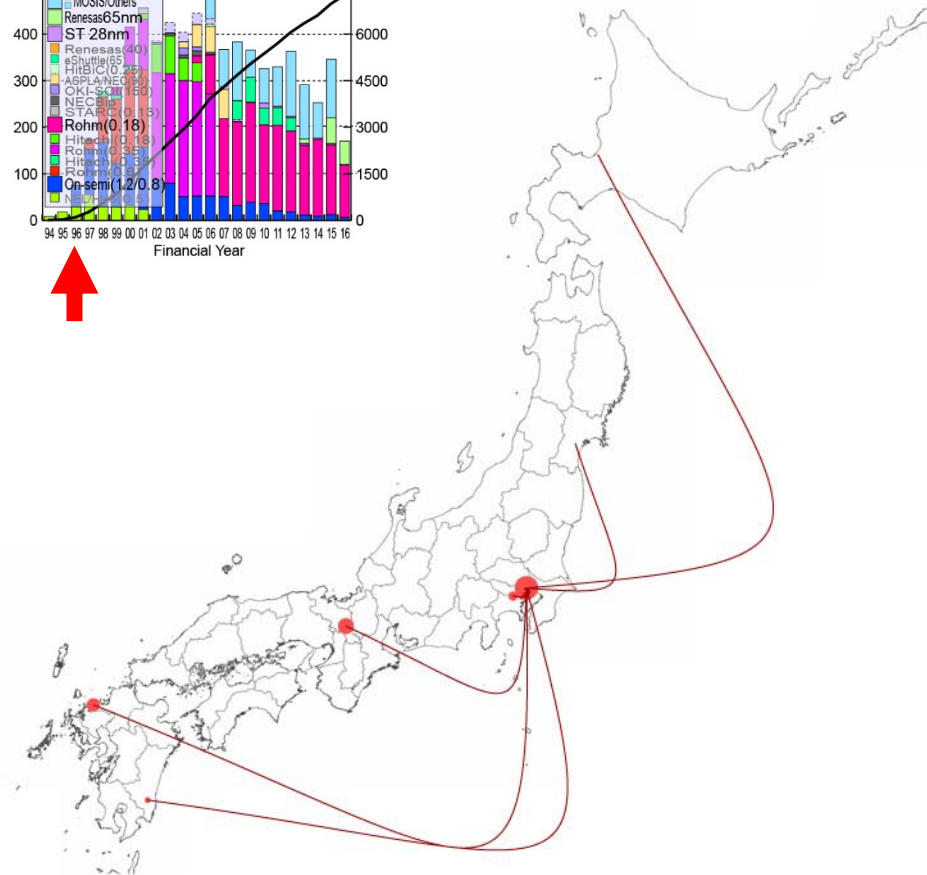 MOSIS/Others
Renesas65nm
ST 28nm
Renesas(40)
eShuttle(65)
HitBiC(0.25)
ASPLA/NEC(90)
OKI-SOI(150)
NECBip
STARC(0.13)
Rohm(0.18)
Hitachi(0.18)
Rohm(0.35)
Hitachi(0.35)
Rohm(0.6)
On-semi(1.2/0.8)
400
300
200
100
0
6000
4500
3000
1500
0
94 95 96 97 98 99 00 01 02 03 04 05 06 07 08 09 10 11 12 13 14 15 16
Financial Year